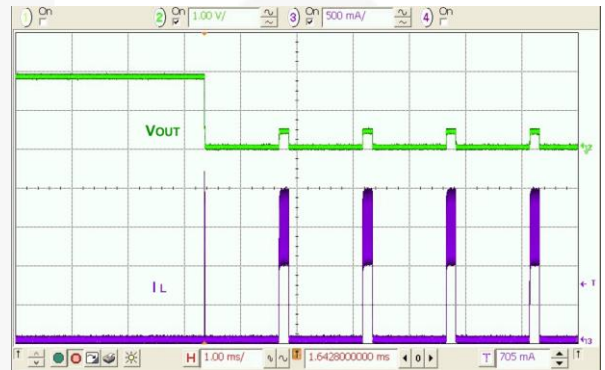 1 On 2 On 1.00 V/ 3 On 500 mA/ 4 On
VOUT
IL
T
H 1.00 ms/ 1.6428000000 ms 0 T 705 mA